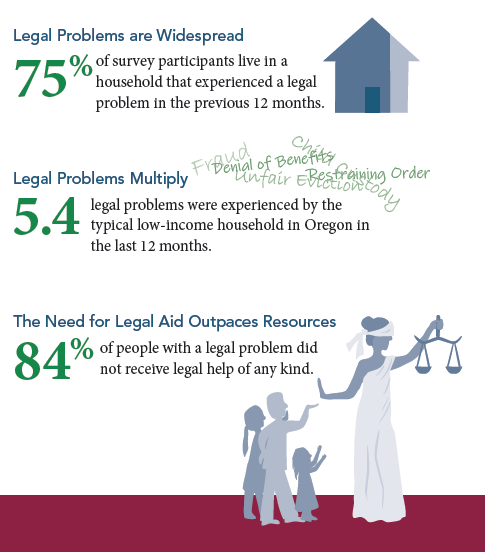 Legal Problems are Widespread
75% of survey participants live in a
household that experienced a legal
problem in the previous 12 months.
Fraud
Child Custody
Denial of Benefits
Unfair Eviction
Restraining Order
Legal Problems Multiply
5.4 legal problems were experienced by the
typical low-income household in Oregon in
the last 12 months.
The Need for Legal Aid Outpaces Resources
84% of people with a legal problem did
not receive legal help of any kind.